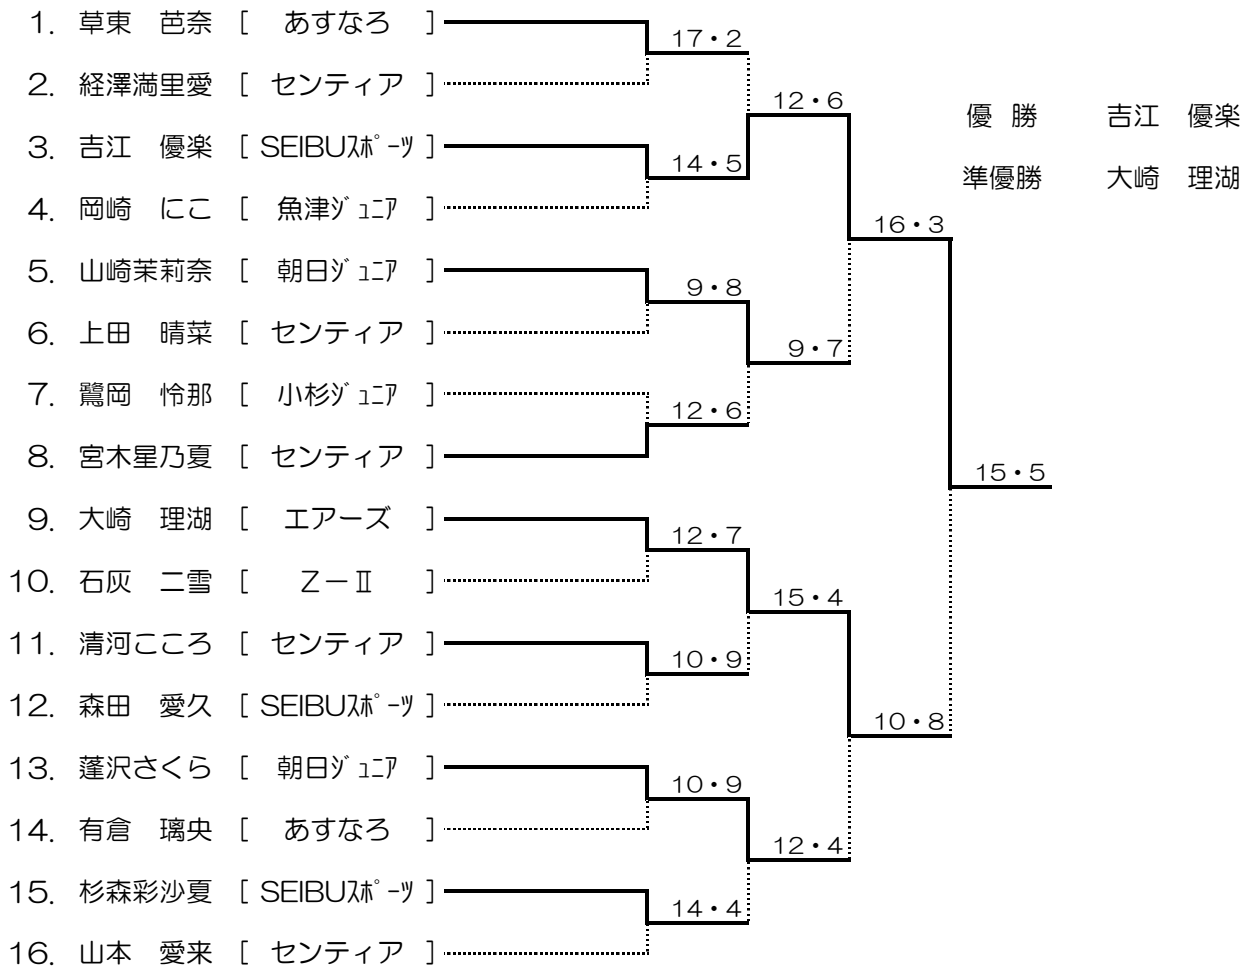 1. 草東 芭奈 [ あすなろ ]
17・2
2. 経澤満里愛 [ センティア ]
12・6
優 勝 吉江 優楽
3. 吉江 優楽 [ SEIBUｽﾎﾟｰﾂ ]
14・5
準優勝 大崎 理湖
4. 岡崎 にこ [ 魚津ｼﾞｭﾆｱ ]
16・3
5. 山崎茉莉奈 [ 朝日ｼﾞｭﾆｱ ]
9・8
6. 上田 晴菜 [ センティア ]
9・7
7. 鷺岡 怜那 [ 小杉ｼﾞｭﾆｱ ]
12・6
8. 宮木星乃夏 [ センティア ]
15・5
9. 大崎 理湖 [ エアーズ ]
12・7
10. 石灰 二雪 [ Z－Ⅱ ]
15・4
11. 清河こころ [ センティア ]
10・9
12. 森田 愛久 [ SEIBUｽﾎﾟｰﾂ ]
10・8
13. 蓬沢さくら [ 朝日ｼﾞｭﾆｱ ]
10・9
14. 有倉 璃央 [ あすなろ ]
12・4
15. 杉森彩沙夏 [ SEIBUｽﾎﾟｰﾂ ]
14・4
16. 山本 愛来 [ センティア ]